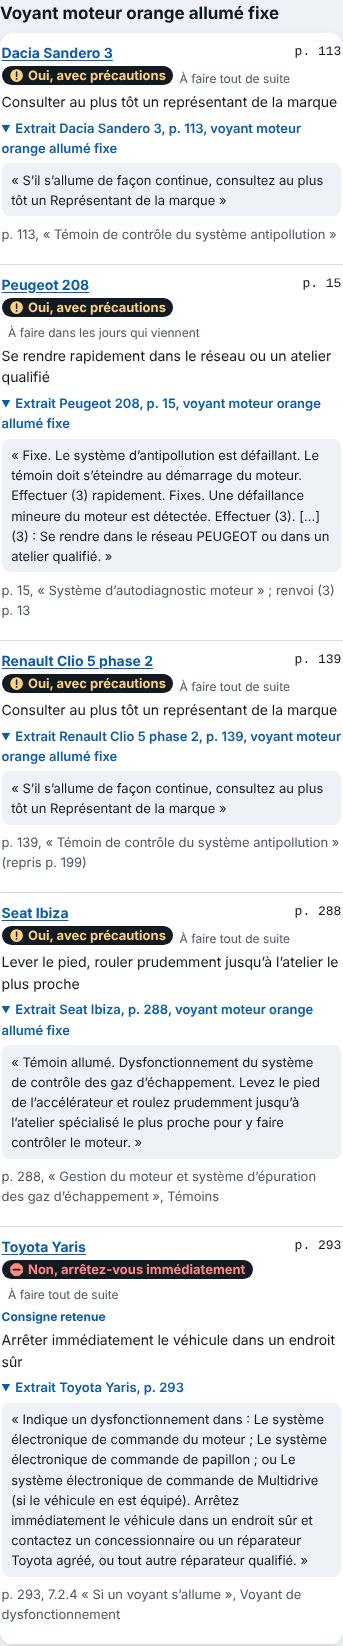 Voyant moteur orange allumé fixe
Dacia Sandero 3 p. 113
Oui, avec précautions À faire tout de suite
Consulter au plus tôt un représentant de la marque
▼ Extrait Dacia Sandero 3, p. 113, voyant moteur
orange allumé fixe
« S’il s’allume de façon continue, consultez au plus
tôt un Représentant de la marque »
p. 113, « Témoin de contrôle du système antipollution »
Peugeot 208 p. 15
Oui, avec précautions
À faire dans les jours qui viennent
Se rendre rapidement dans le réseau ou un atelier
qualifié
▼ Extrait Peugeot 208, p. 15, voyant moteur orange
allumé fixe
« Fixe. Le système d’antipollution est défaillant. Le
témoin doit s’éteindre au démarrage du moteur.
Effectuer (3) rapidement. Fixes. Une défaillance
mineure du moteur est détectée. Effectuer (3). [...]
(3) : Se rendre dans le réseau PEUGEOT ou dans un
atelier qualifié. »
p. 15, « Système d’autodiagnostic moteur » ; renvoi (3)
p. 13
Renault Clio 5 phase 2 p. 139
Oui, avec précautions À faire tout de suite
Consulter au plus tôt un représentant de la marque
▼ Extrait Renault Clio 5 phase 2, p. 139, voyant moteur
orange allumé fixe
« S’il s’allume de façon continue, consultez au plus
tôt un Représentant de la marque »
p. 139, « Témoin de contrôle du système antipollution »
(repris p. 199)
Seat Ibiza p. 288
Oui, avec précautions À faire tout de suite
Lever le pied, rouler prudemment jusqu’à l’atelier le
plus proche
▼ Extrait Seat Ibiza, p. 288, voyant moteur orange
allumé fixe
« Témoin allumé. Dysfonctionnement du système
de contrôle des gaz d’échappement. Levez le pied
de l’accélérateur et roulez prudemment jusqu’à
l’atelier spécialisé le plus proche pour y faire
contrôler le moteur. »
p. 288, « Gestion du moteur et système d’épuration
des gaz d’échappement », Témoins
Toyota Yaris p. 293
Non, arrêtez-vous immédiatement
À faire tout de suite
Consigne retenue
Arrêter immédiatement le véhicule dans un endroit
sûr
▼ Extrait Toyota Yaris, p. 293
« Indique un dysfonctionnement dans : Le système
électronique de commande du moteur ; Le système
électronique de commande de papillon ; ou Le
système électronique de commande de Multidrive
(si le véhicule en est équipé). Arrêtez
immédiatement le véhicule dans un endroit sûr et
contactez un concessionnaire ou un réparateur
Toyota agréé, ou tout autre réparateur qualifié. »
p. 293, 7.2.4 « Si un voyant s’allume », Voyant de
dysfonctionnement